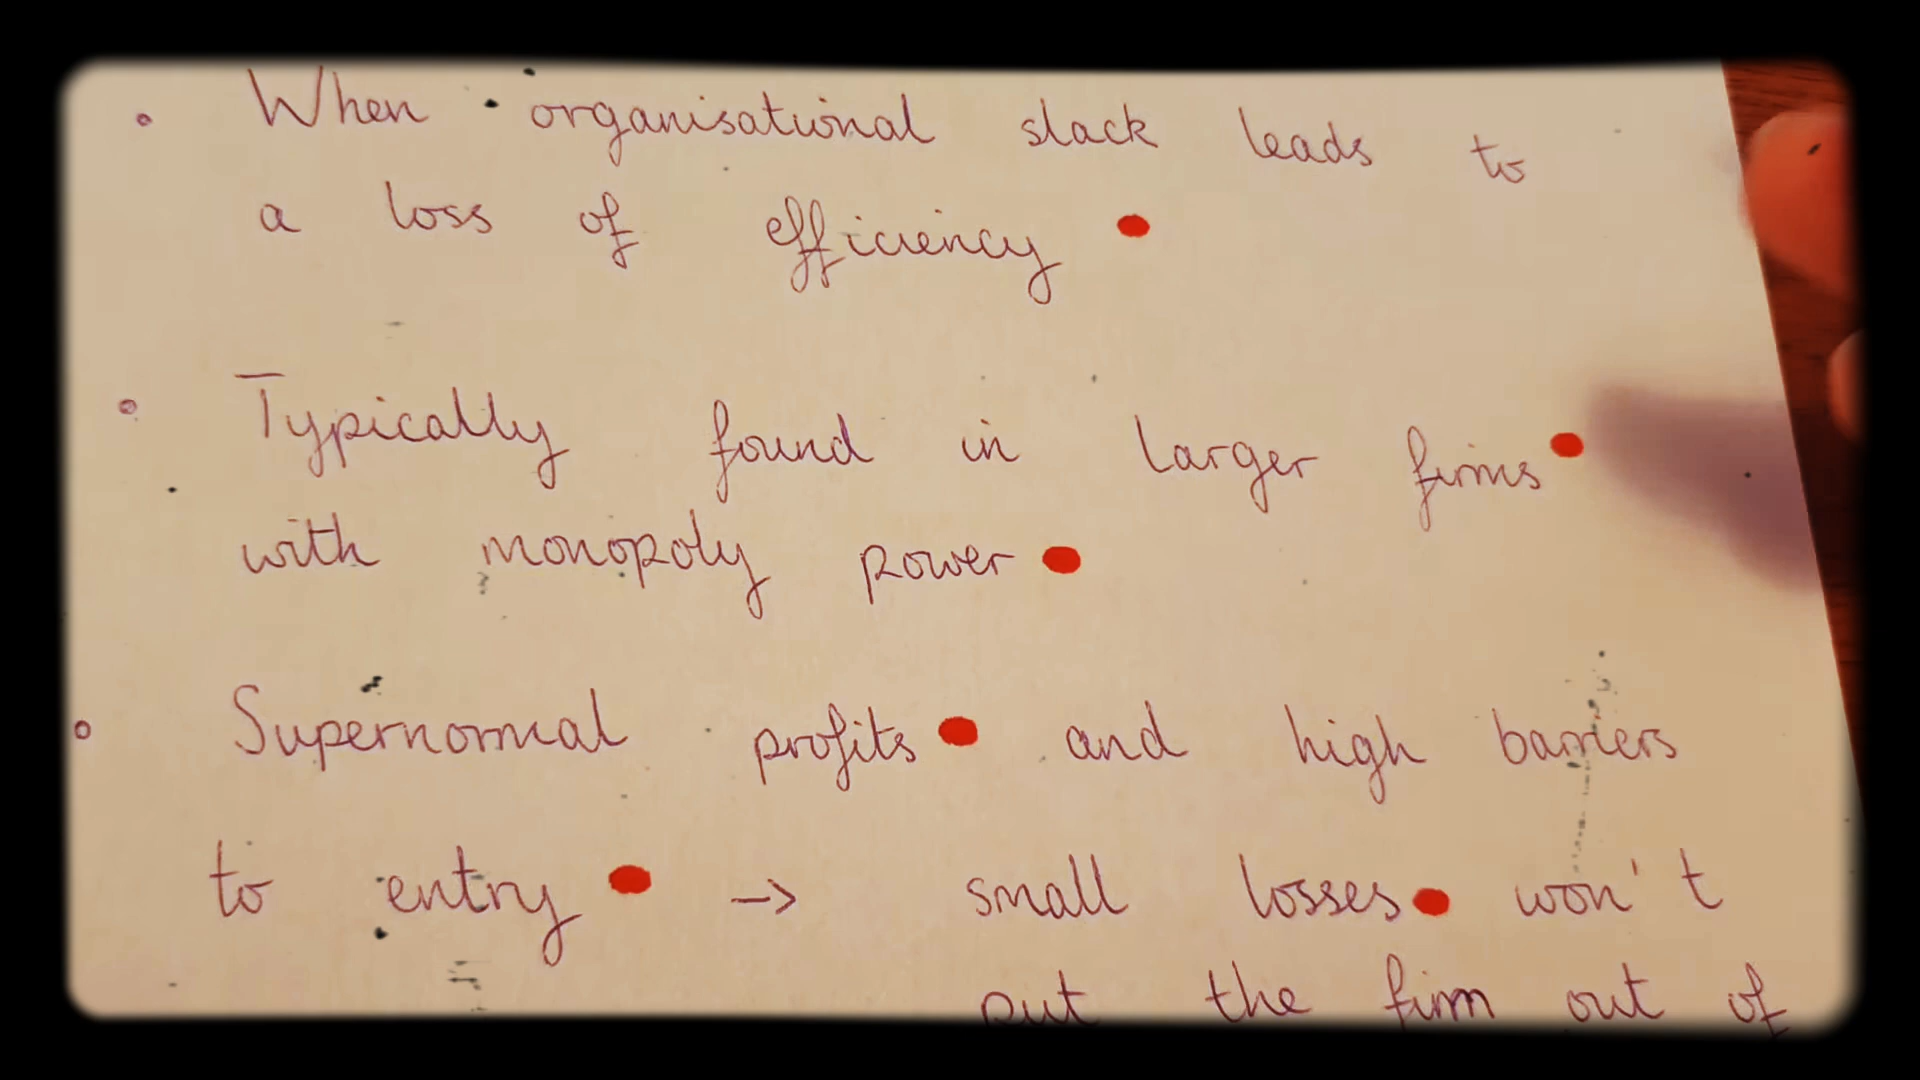 • When organisational slack leads to
a loss of efficiency
• Typically found in larger firms
with monopoly power
• Supernormal profits and high barriers
to entry → small losses won't
put the firm out of